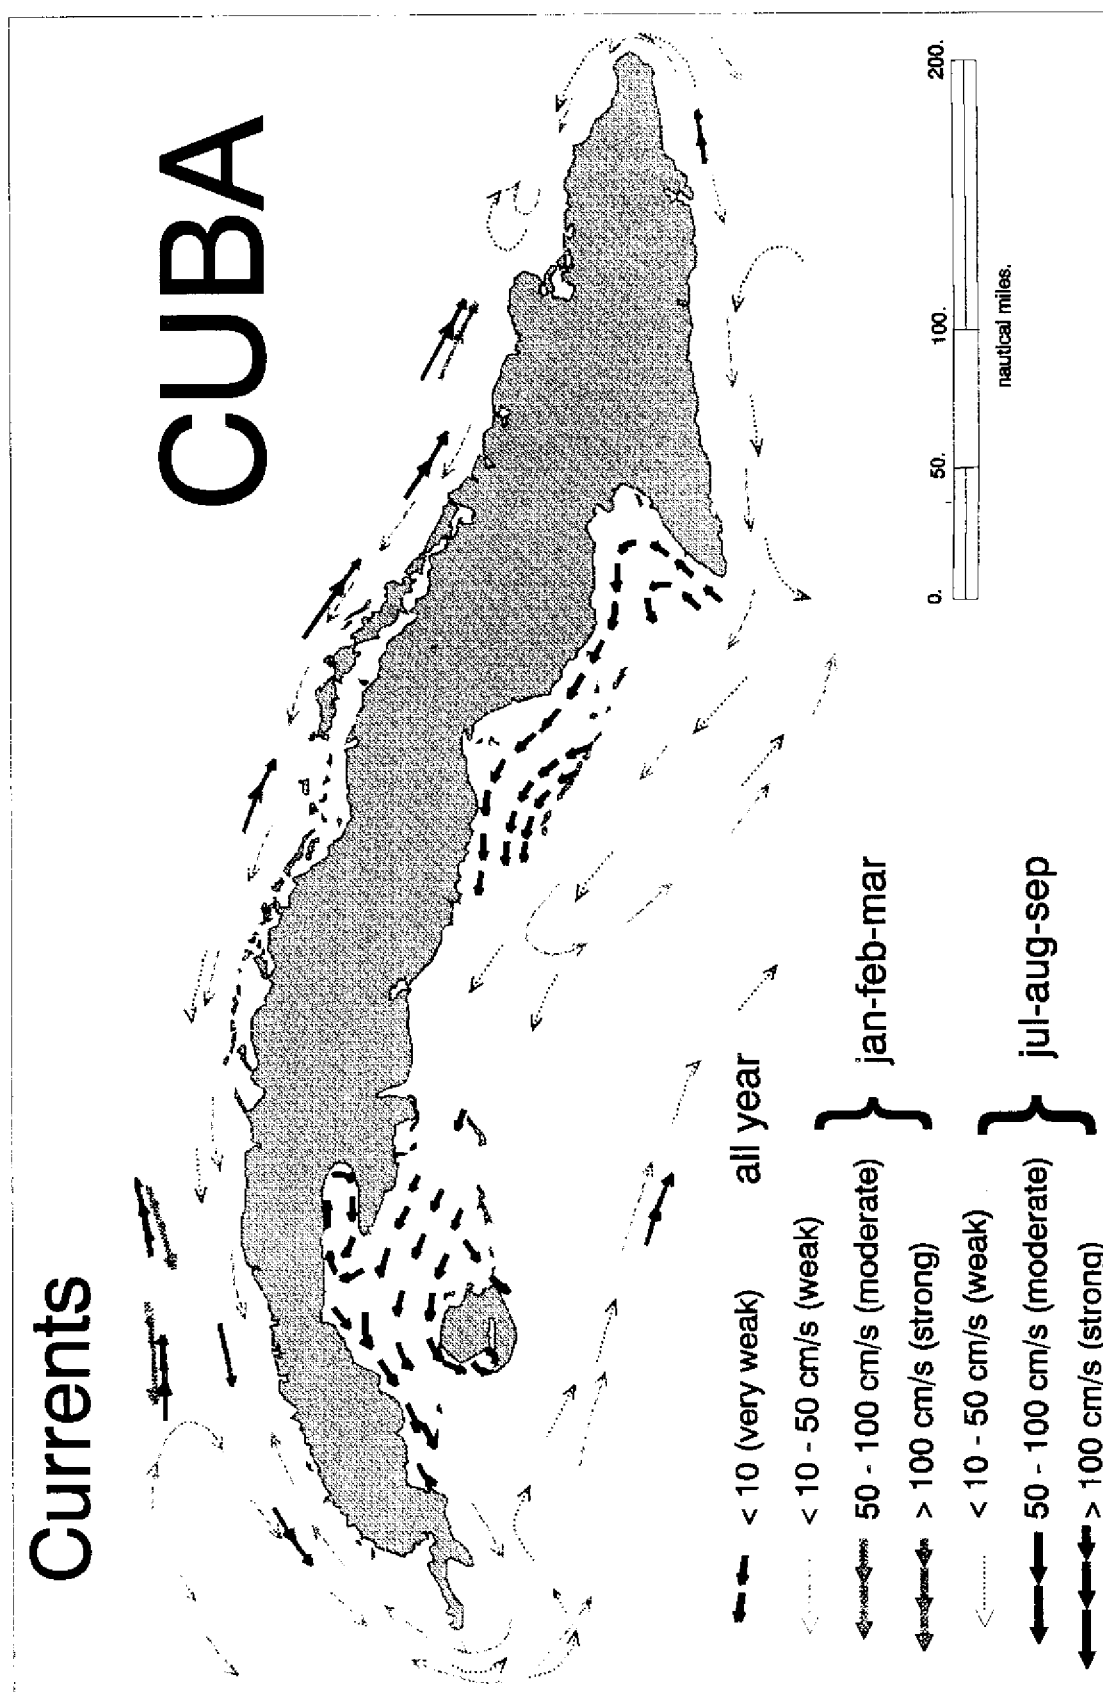 Currents
CUBA
< 10 (very weak)
all year
< 10 - 50 cm/s (weak)
50 - 100 cm/s (moderate)
> 100 cm/s (strong)
jan-feb-mar
< 10 - 50 cm/s (weak)
50 - 100 cm/s (moderate)
> 100 cm/s (strong)
jul-aug-sep
0. 50. 100. 200.
nautical miles.